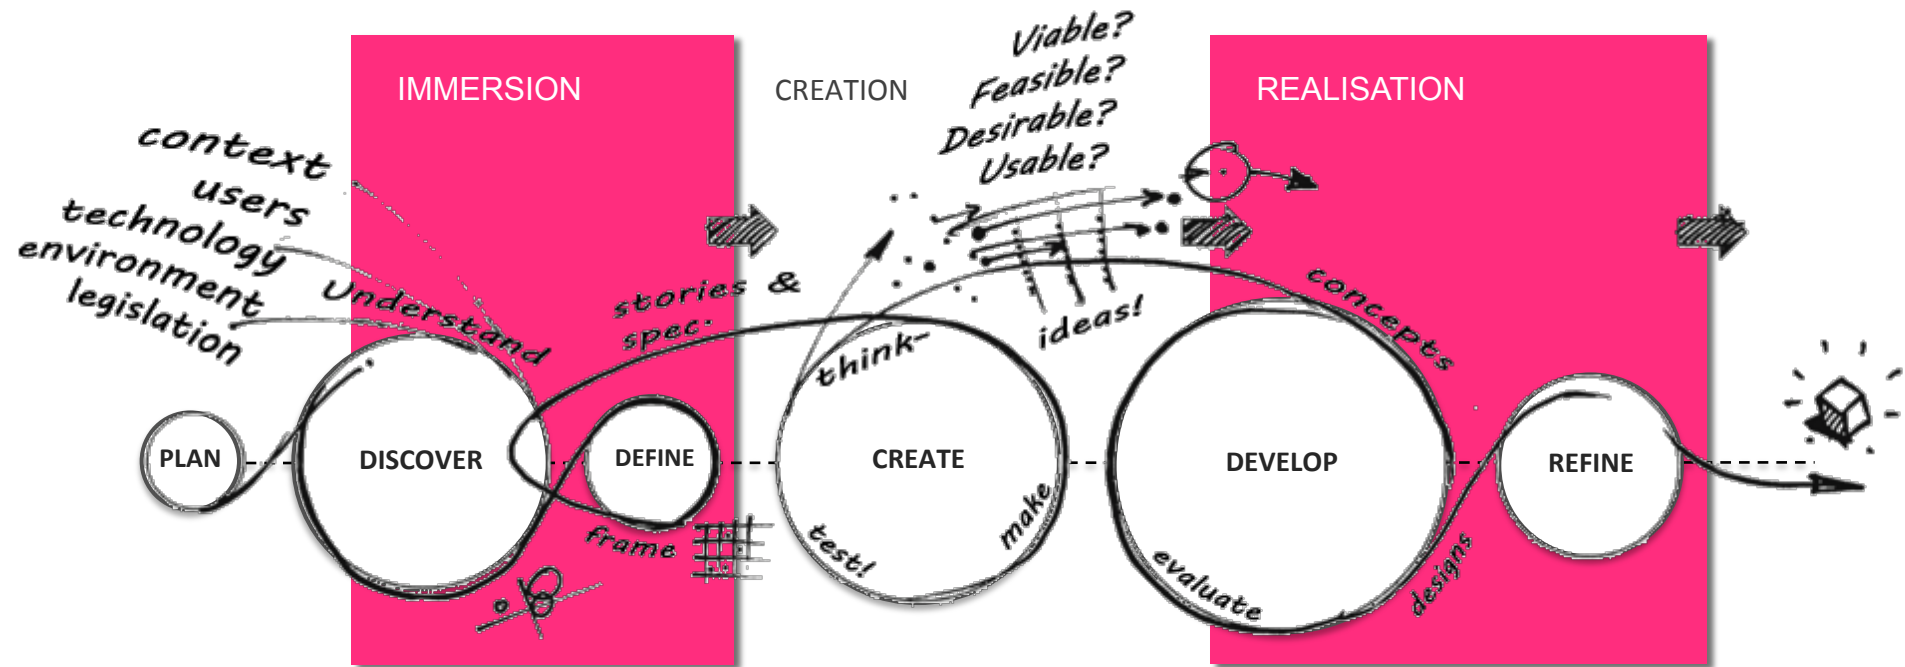 IMMERSION
CREATION
REALISATION
Viable?
Feasible?
Desirable?
Usable?
context
users
technology
environment
legislation
Understand
stories &
spec.
think-
ideas!
concepts
PLAN
DISCOVER
DEFINE
CREATE
DEVELOP
REFINE
frame
test!
make
evaluate
designs